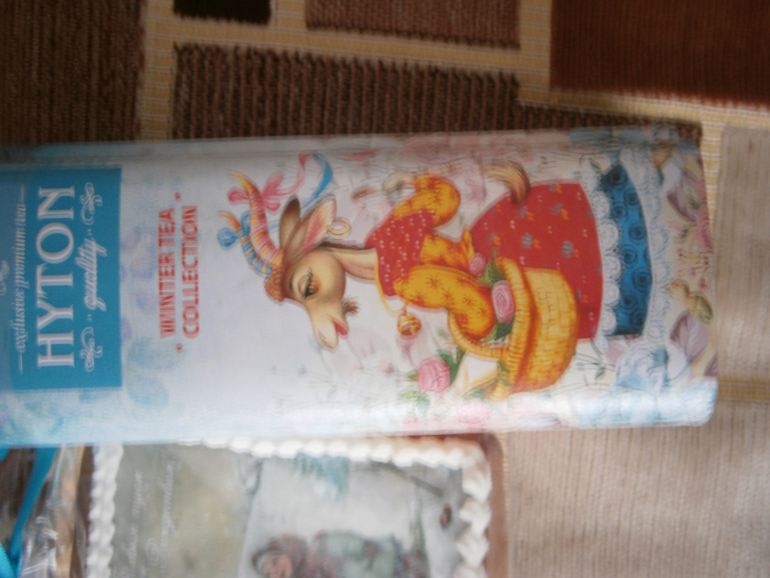 exclusive premium tea
HYTON
quality
WINTER TEA
COLLECTION